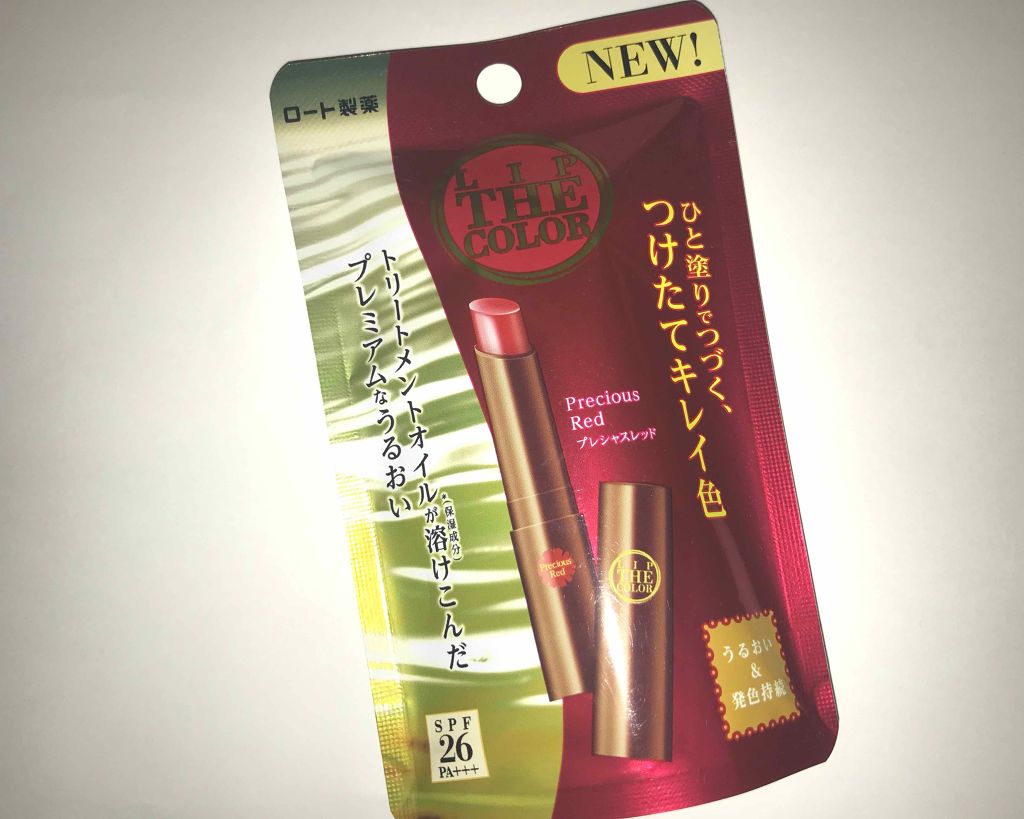 ロート製薬
NEW!
LIP
THE
COLOR
ひと塗りでつづく、
つけたてキレイ色
トリートメントオイルが溶けこんだ
*(保湿成分)
プレミアムなうるおい
Precious
Red
プレシャスレッド
Precious
Red
LIP
THE
COLOR
うるおい
&
発色持続
SPF
26
PA+++